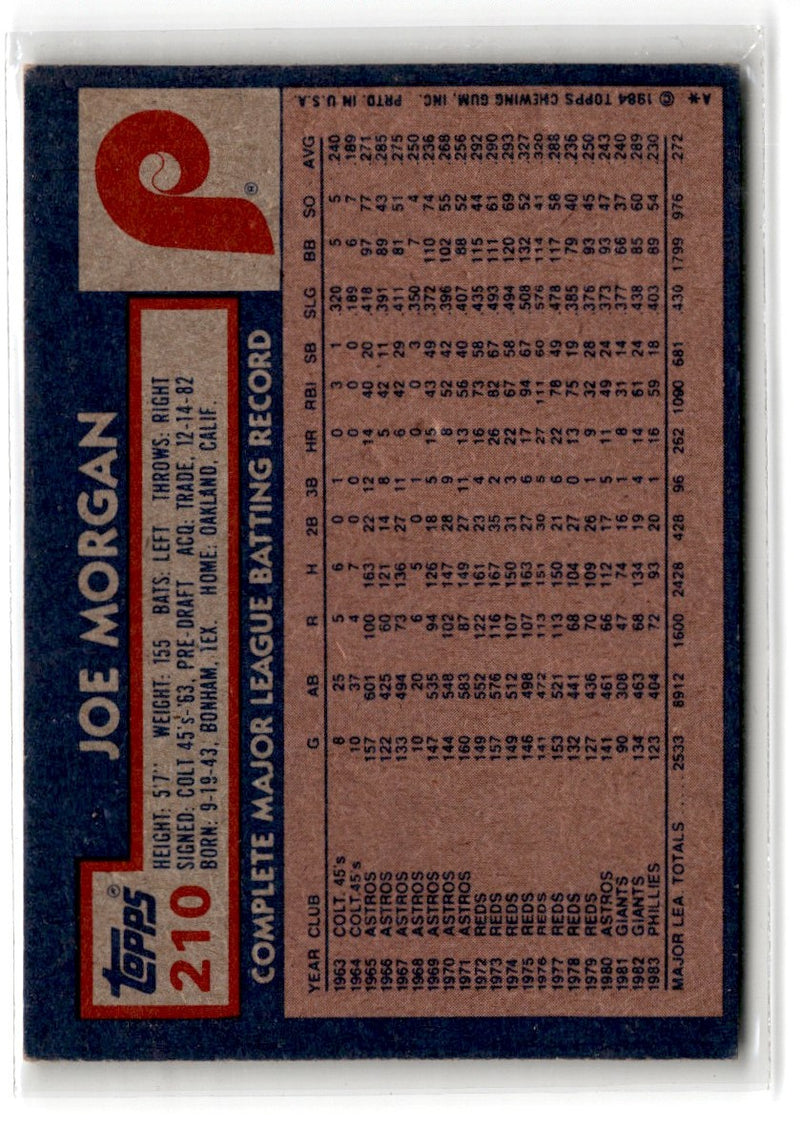 JOE MORGAN
Topps®
210
HEIGHT: 5'7" WEIGHT: 155 BATS: LEFT THROWS: RIGHT
SIGNED: COLT 45's-'63, PRE-DRAFT ACQ: TRADE, 12-14-82
BORN: 9-19-43, BONHAM, TEX. HOME: OAKLAND, CALIF.
P ®
COMPLETE MAJOR LEAGUE BATTING RECORD
YEAR CLUB G AB R H 2B 3B HR RBI SB SLG BB SO AVG
1963 COLT. 45's 8 25 5 6 0 1 0 3 1 .320 5 5 .240
1964 COLT. 45's 10 37 4 7 0 0 0 0 0 .189 6 7 .189
1965 ASTROS 157 601 100 163 22 12 14 40 20 .418 97 77 .271
1966 ASTROS 122 425 60 121 14 8 5 42 11 .391 89 43 .285
1967 ASTROS 133 494 73 136 27 11 6 42 29 .411 81 51 .275
1968 ASTROS 10 20 6 5 0 1 0 0 3 .350 7 4 .250
1969 ASTROS 147 535 94 126 18 5 15 43 49 .372 110 74 .236
1970 ASTROS 144 548 102 147 28 9 8 52 42 .396 102 55 .268
1971 ASTROS 160 583 87 149 27 11 13 56 40 .407 88 52 .256
1972 REDS 149 552 122 161 23 4 16 73 58 .435 115 44 .292
1973 REDS 157 576 116 167 35 2 26 82 67 .493 111 61 .290
1974 REDS 149 512 107 150 31 3 22 67 58 .494 120 69 .293
1975 REDS 146 498 107 163 27 6 17 94 67 .508 132 52 .327
1976 REDS 141 472 113 151 30 5 27 111 60 .576 114 41 .320
1977 REDS 153 521 113 150 21 6 22 78 49 .478 117 58 .288
1978 REDS 132 441 68 104 27 0 13 75 19 .385 79 40 .236
1979 REDS 127 436 70 109 26 1 9 32 28 .376 93 45 .250
1980 ASTROS 141 461 66 112 17 5 11 49 24 .373 93 47 .243
1981 GIANTS 90 308 47 74 16 1 8 31 14 .377 66 37 .240
1982 GIANTS 134 463 68 134 19 4 14 61 24 .438 85 60 .289
1983 PHILLIES 123 404 72 93 20 1 16 59 18 .403 89 54 .230
MAJOR LEA TOTALS .... 2533 8912 1600 2428 428 96 262 1090 681 .430 1799 976 .272
A* © 1984 TOPPS CHEWING GUM, INC. PRTD. IN U.S.A.